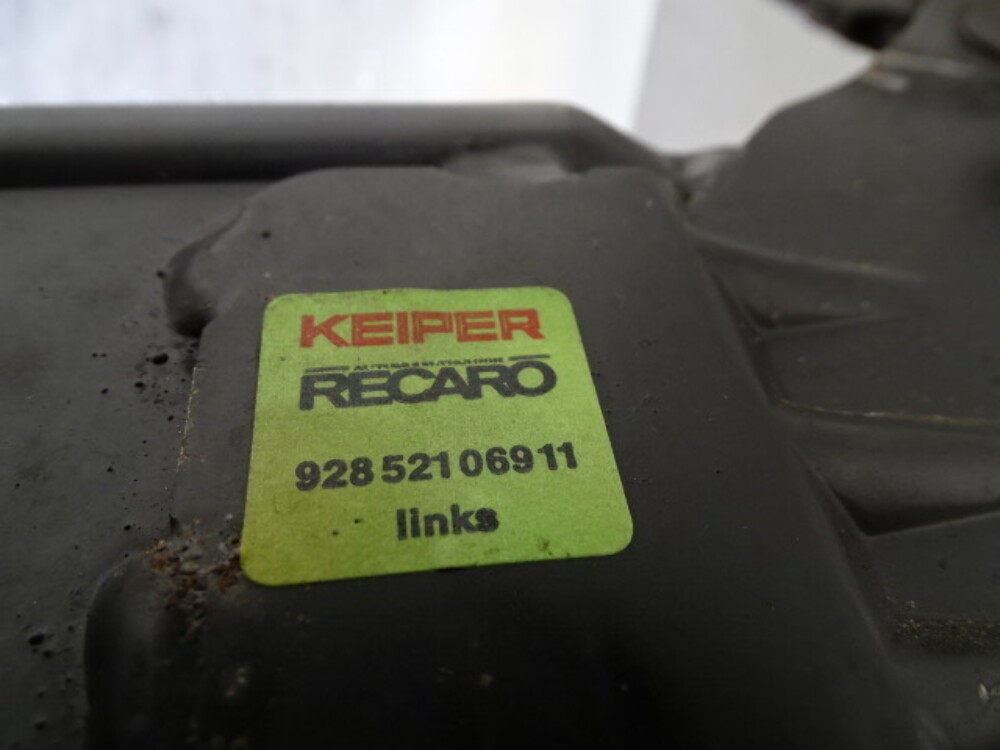 KEIPER
RECARO
928 521 069 11
links